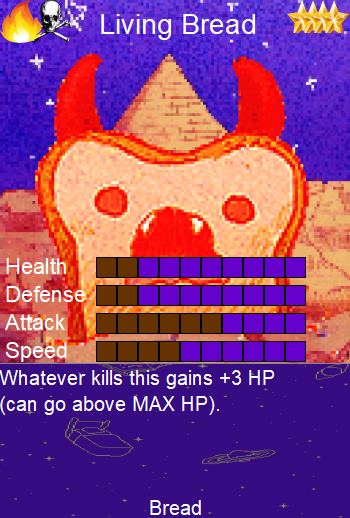 Living Bread
Health
Defense
Attack
Speed
Whatever kills this gains +3 HP
(can go above MAX HP).
Bread